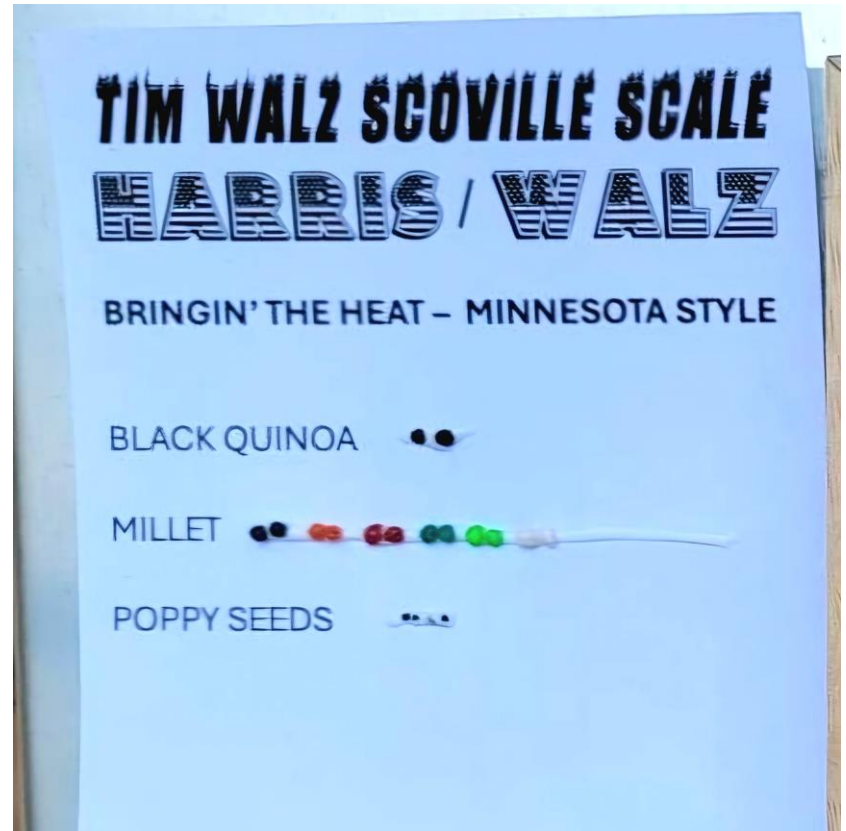 TIM WALZ SCOVILLE SCALE
HARRIS / WALZ
BRINGIN' THE HEAT – MINNESOTA STYLE
BLACK QUINOA
MILLET
POPPY SEEDS